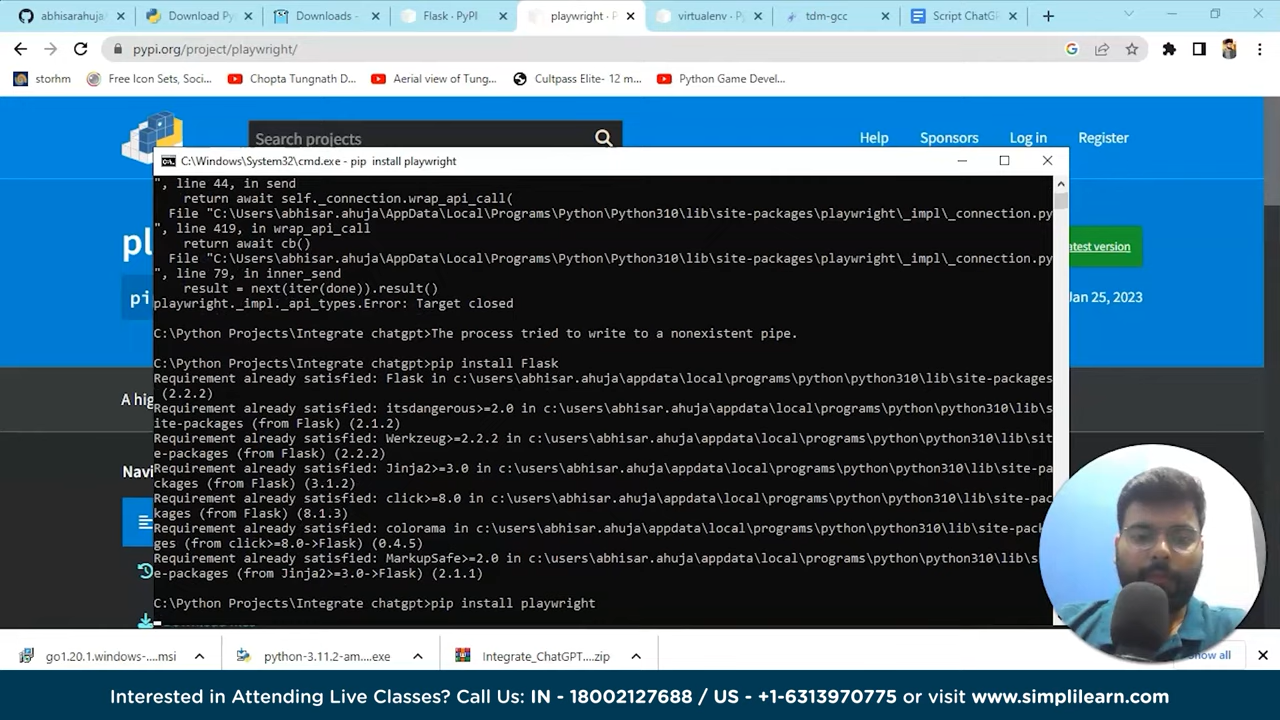 abhisarahuja/
Download Py
Downloads -
Flask · PyPI
playwright ·
virtualenv · Py
tdm-gcc
Script ChatG
pypi.org/project/playwright/
storhm
Free Icon Sets, Soci...
Chopta Tungnath D...
Aerial view of Tung...
Cultpass Elite- 12 m...
Python Game Devel...
Search projects
Help
Sponsors
Log in
Register
C:\Windows\System32\cmd.exe - pip install playwright
", line 44, in send
return await self._connection.wrap_api_call(
File "C:\Users\abhisar.ahuja\AppData\Local\Programs\Python\Python310\lib\site-packages\playwright\_impl\_connection.py
", line 419, in wrap_api_call
return await cb()
File "C:\Users\abhisar.ahuja\AppData\Local\Programs\Python\Python310\lib\site-packages\playwright\_impl\_connection.py
", line 79, in inner_send
result = next(iter(done)).result()
playwright._impl._api_types.Error: Target closed
C:\Python Projects\Integrate chatgpt>The process tried to write to a nonexistent pipe.
C:\Python Projects\Integrate chatgpt>pip install Flask
Requirement already satisfied: Flask in c:\users\abhisar.ahuja\appdata\local\programs\python\python310\lib\site-packages
(2.2.2)
Requirement already satisfied: itsdangerous>=2.0 in c:\users\abhisar.ahuja\appdata\local\programs\python\python310\lib\s
ite-packages (from Flask) (2.1.2)
Requirement already satisfied: Werkzeug>=2.2.2 in c:\users\abhisar.ahuja\appdata\local\programs\python\python310\lib\sit
e-packages (from Flask) (2.2.2)
Requirement already satisfied: Jinja2>=3.0 in c:\users\abhisar.ahuja\appdata\local\programs\python\python310\lib\site-pa
ckages (from Flask) (3.1.2)
Requirement already satisfied: click>=8.0 in c:\users\abhisar.ahuja\appdata\local\programs\python\python310\lib\site-pac
kages (from Flask) (8.1.3)
Requirement already satisfied: colorama in c:\users\abhisar.ahuja\appdata\local\programs\python\python310\lib\site-packa
ges (from click>=8.0->Flask) (0.4.5)
Requirement already satisfied: MarkupSafe>=2.0 in c:\users\abhisar.ahuja\appdata\local\programs\python\python310\lib\sit
e-packages (from Jinja2>=3.0->Flask) (2.1.1)
C:\Python Projects\Integrate chatgpt>pip install playwright
pl
atest version
pi
Jan 25, 2023
A hig
Navi
go1.20.1.windows-....msi
python-3.11.2-am....exe
Integrate_ChatGPT....zip
Show all
Interested in Attending Live Classes? Call Us: IN - 18002127688 / US - +1-6313970775 or visit www.simplilearn.com